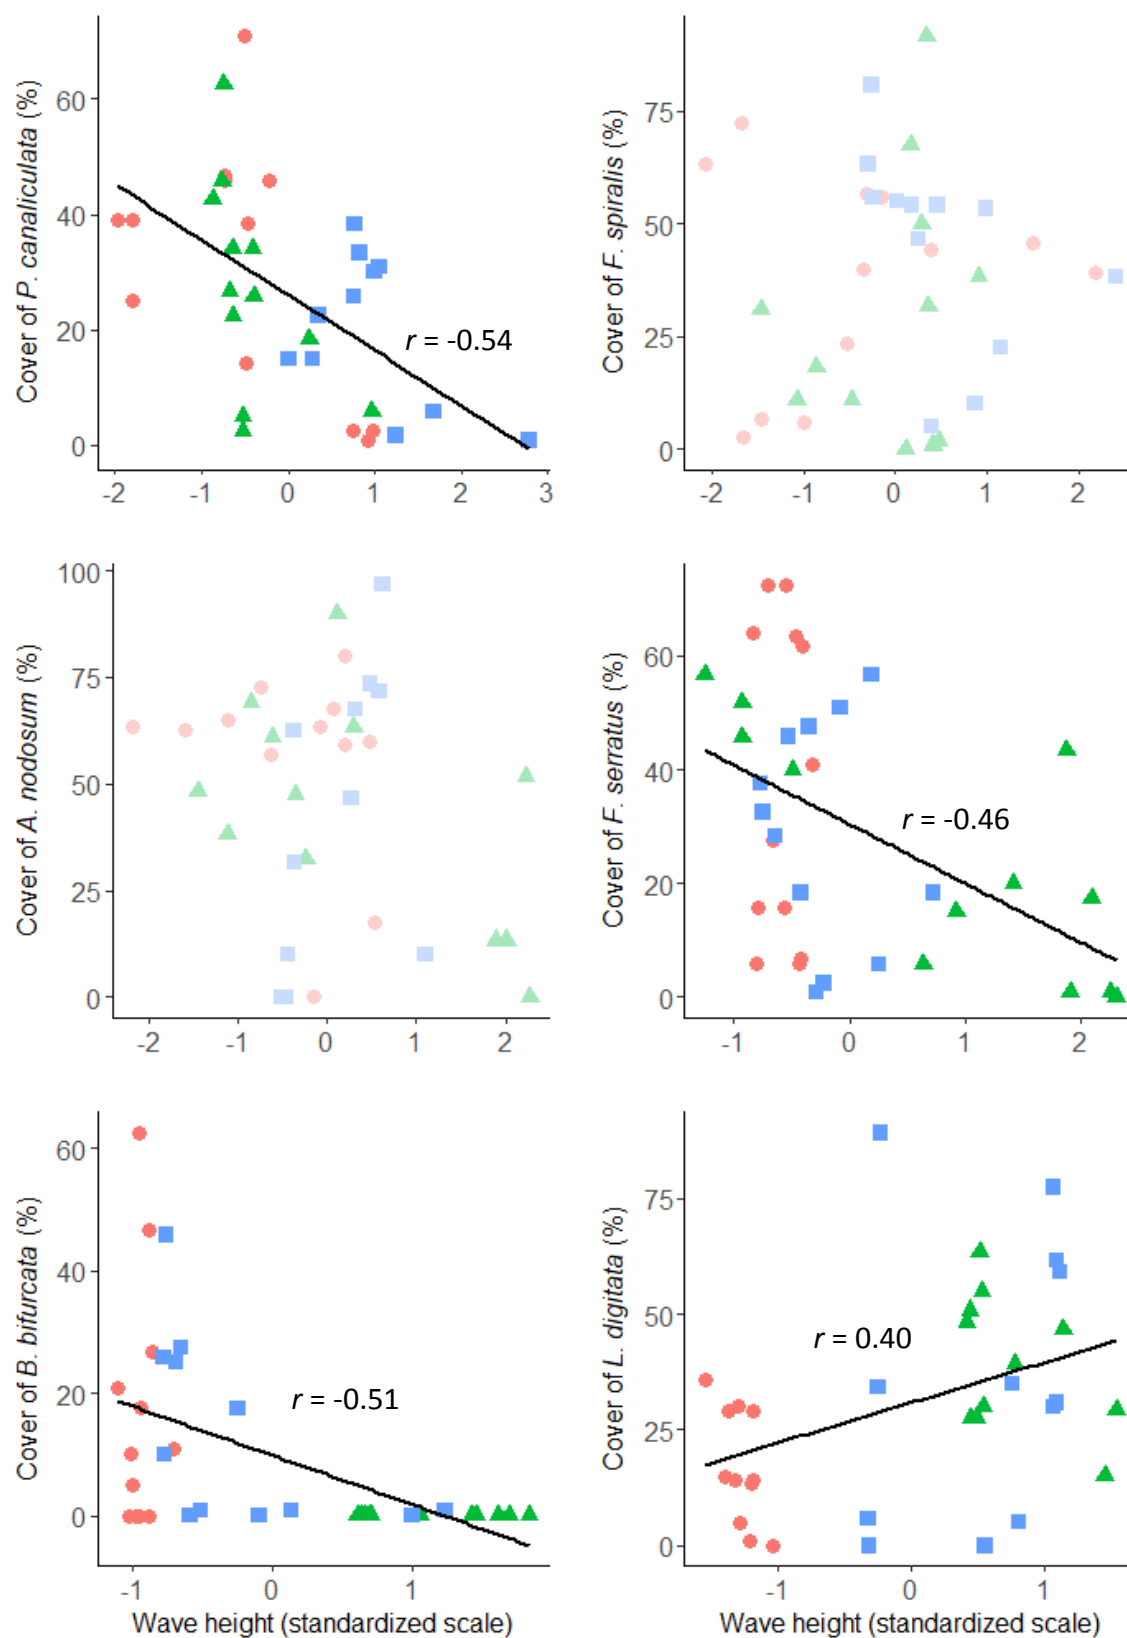 Cover of P. canaliculata (%)
60
40
20
0
r = -0.54
-2 -1 0 1 2 3
Cover of F. spiralis (%)
75
50
25
0
-2 -1 0 1 2
Cover of A. nodosum (%)
100
75
50
25
0
-2 -1 0 1 2
Cover of F. serratus (%)
60
40
20
0
r = -0.46
-1 0 1 2
Cover of B. bifurcata (%)
60
40
20
0
r = -0.51
-1 0 1
Wave height (standardized scale)
Cover of L. digitata (%)
75
50
25
0
r = 0.40
-1 0 1
Wave height (standardized scale)